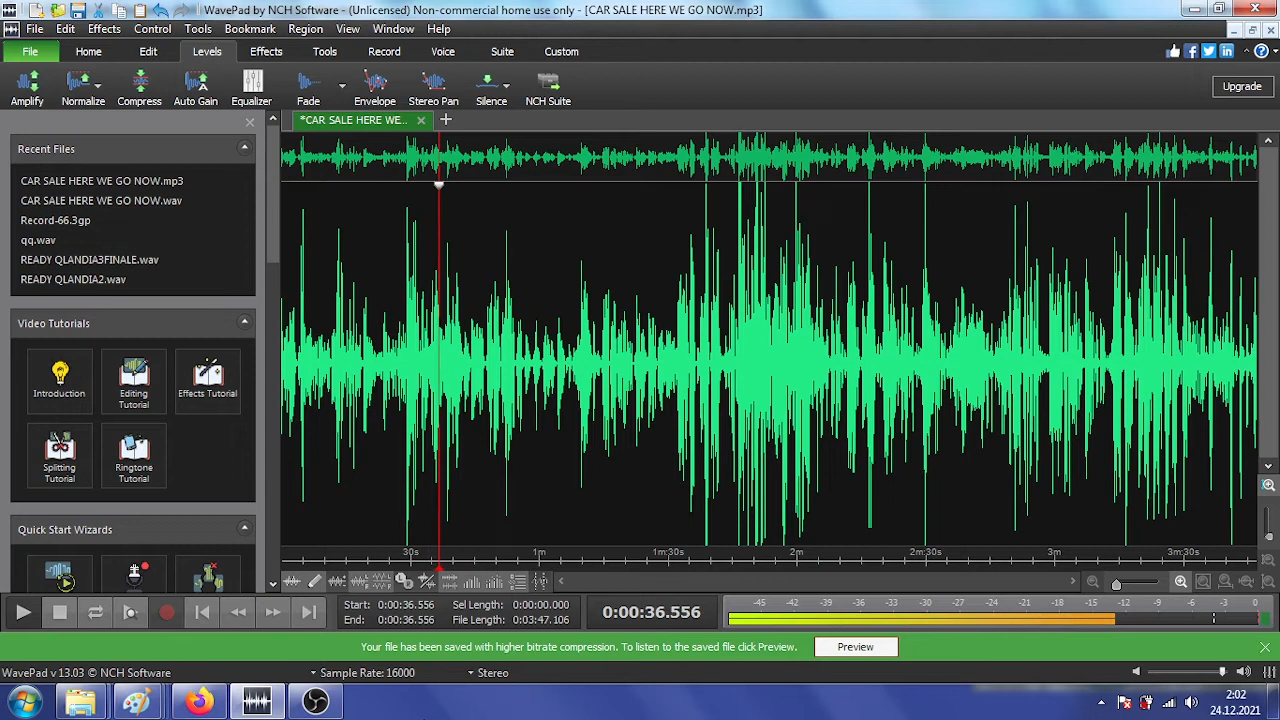 WavePad by NCH Software - (Unlicensed) Non-commercial home use only - [CAR SALE HERE WE GO NOW.mp3]
File Edit Effects Control Tools Bookmark Region View Window Help
File Home Edit Levels Effects Tools Record Voice Suite Custom
Amplify Normalize Compress Auto Gain Equalizer Fade Envelope Stereo Pan Silence NCH Suite Upgrade
*CAR SALE HERE WE...
Recent Files
CAR SALE HERE WE GO NOW.mp3
CAR SALE HERE WE GO NOW.wav
Record-66.3gp
qq.wav
READY QLANDIA3FINALE.wav
READY QLANDIA2.wav
Video Tutorials
Introduction
Editing Tutorial
Effects Tutorial
Splitting Tutorial
Ringtone Tutorial
Quick Start Wizards
30s 1m 1m:30s 2m 2m:30s 3m 3m:30s
Start: 0:00:36.556 Sel Length: 0:00:00.000
End: 0:00:36.556 File Length: 0:03:47.106
0:00:36.556
-45 -42 -39 -36 -33 -30 -27 -24 -21 -18 -15 -12 -9 -6 -3 0
Your file has been saved with higher bitrate compression. To listen to the saved file click Preview. Preview
WavePad v 13.03 © NCH Software Sample Rate: 16000 Stereo
2:02
24.12.2021